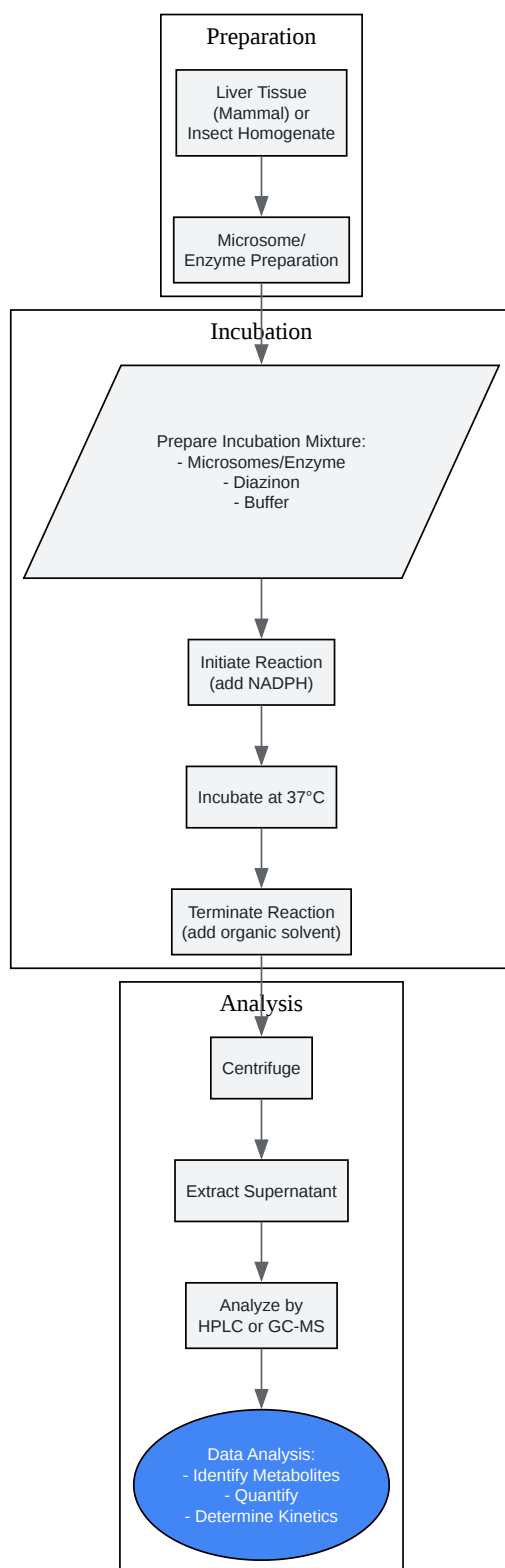 Preparation
Liver Tissue
(Mammal) or
Insect Homogenate
Microsome/
Enzyme Preparation
Incubation
Prepare Incubation Mixture:
- Microsomes/Enzyme
- Diazinon
- Buffer
Initiate Reaction
(add NADPH)
Incubate at 37°C
Terminate Reaction
(add organic solvent)
Analysis
Centrifuge
Extract Supernatant
Analyze by
HPLC or GC-MS
Data Analysis:
- Identify Metabolites
- Quantify
- Determine Kinetics